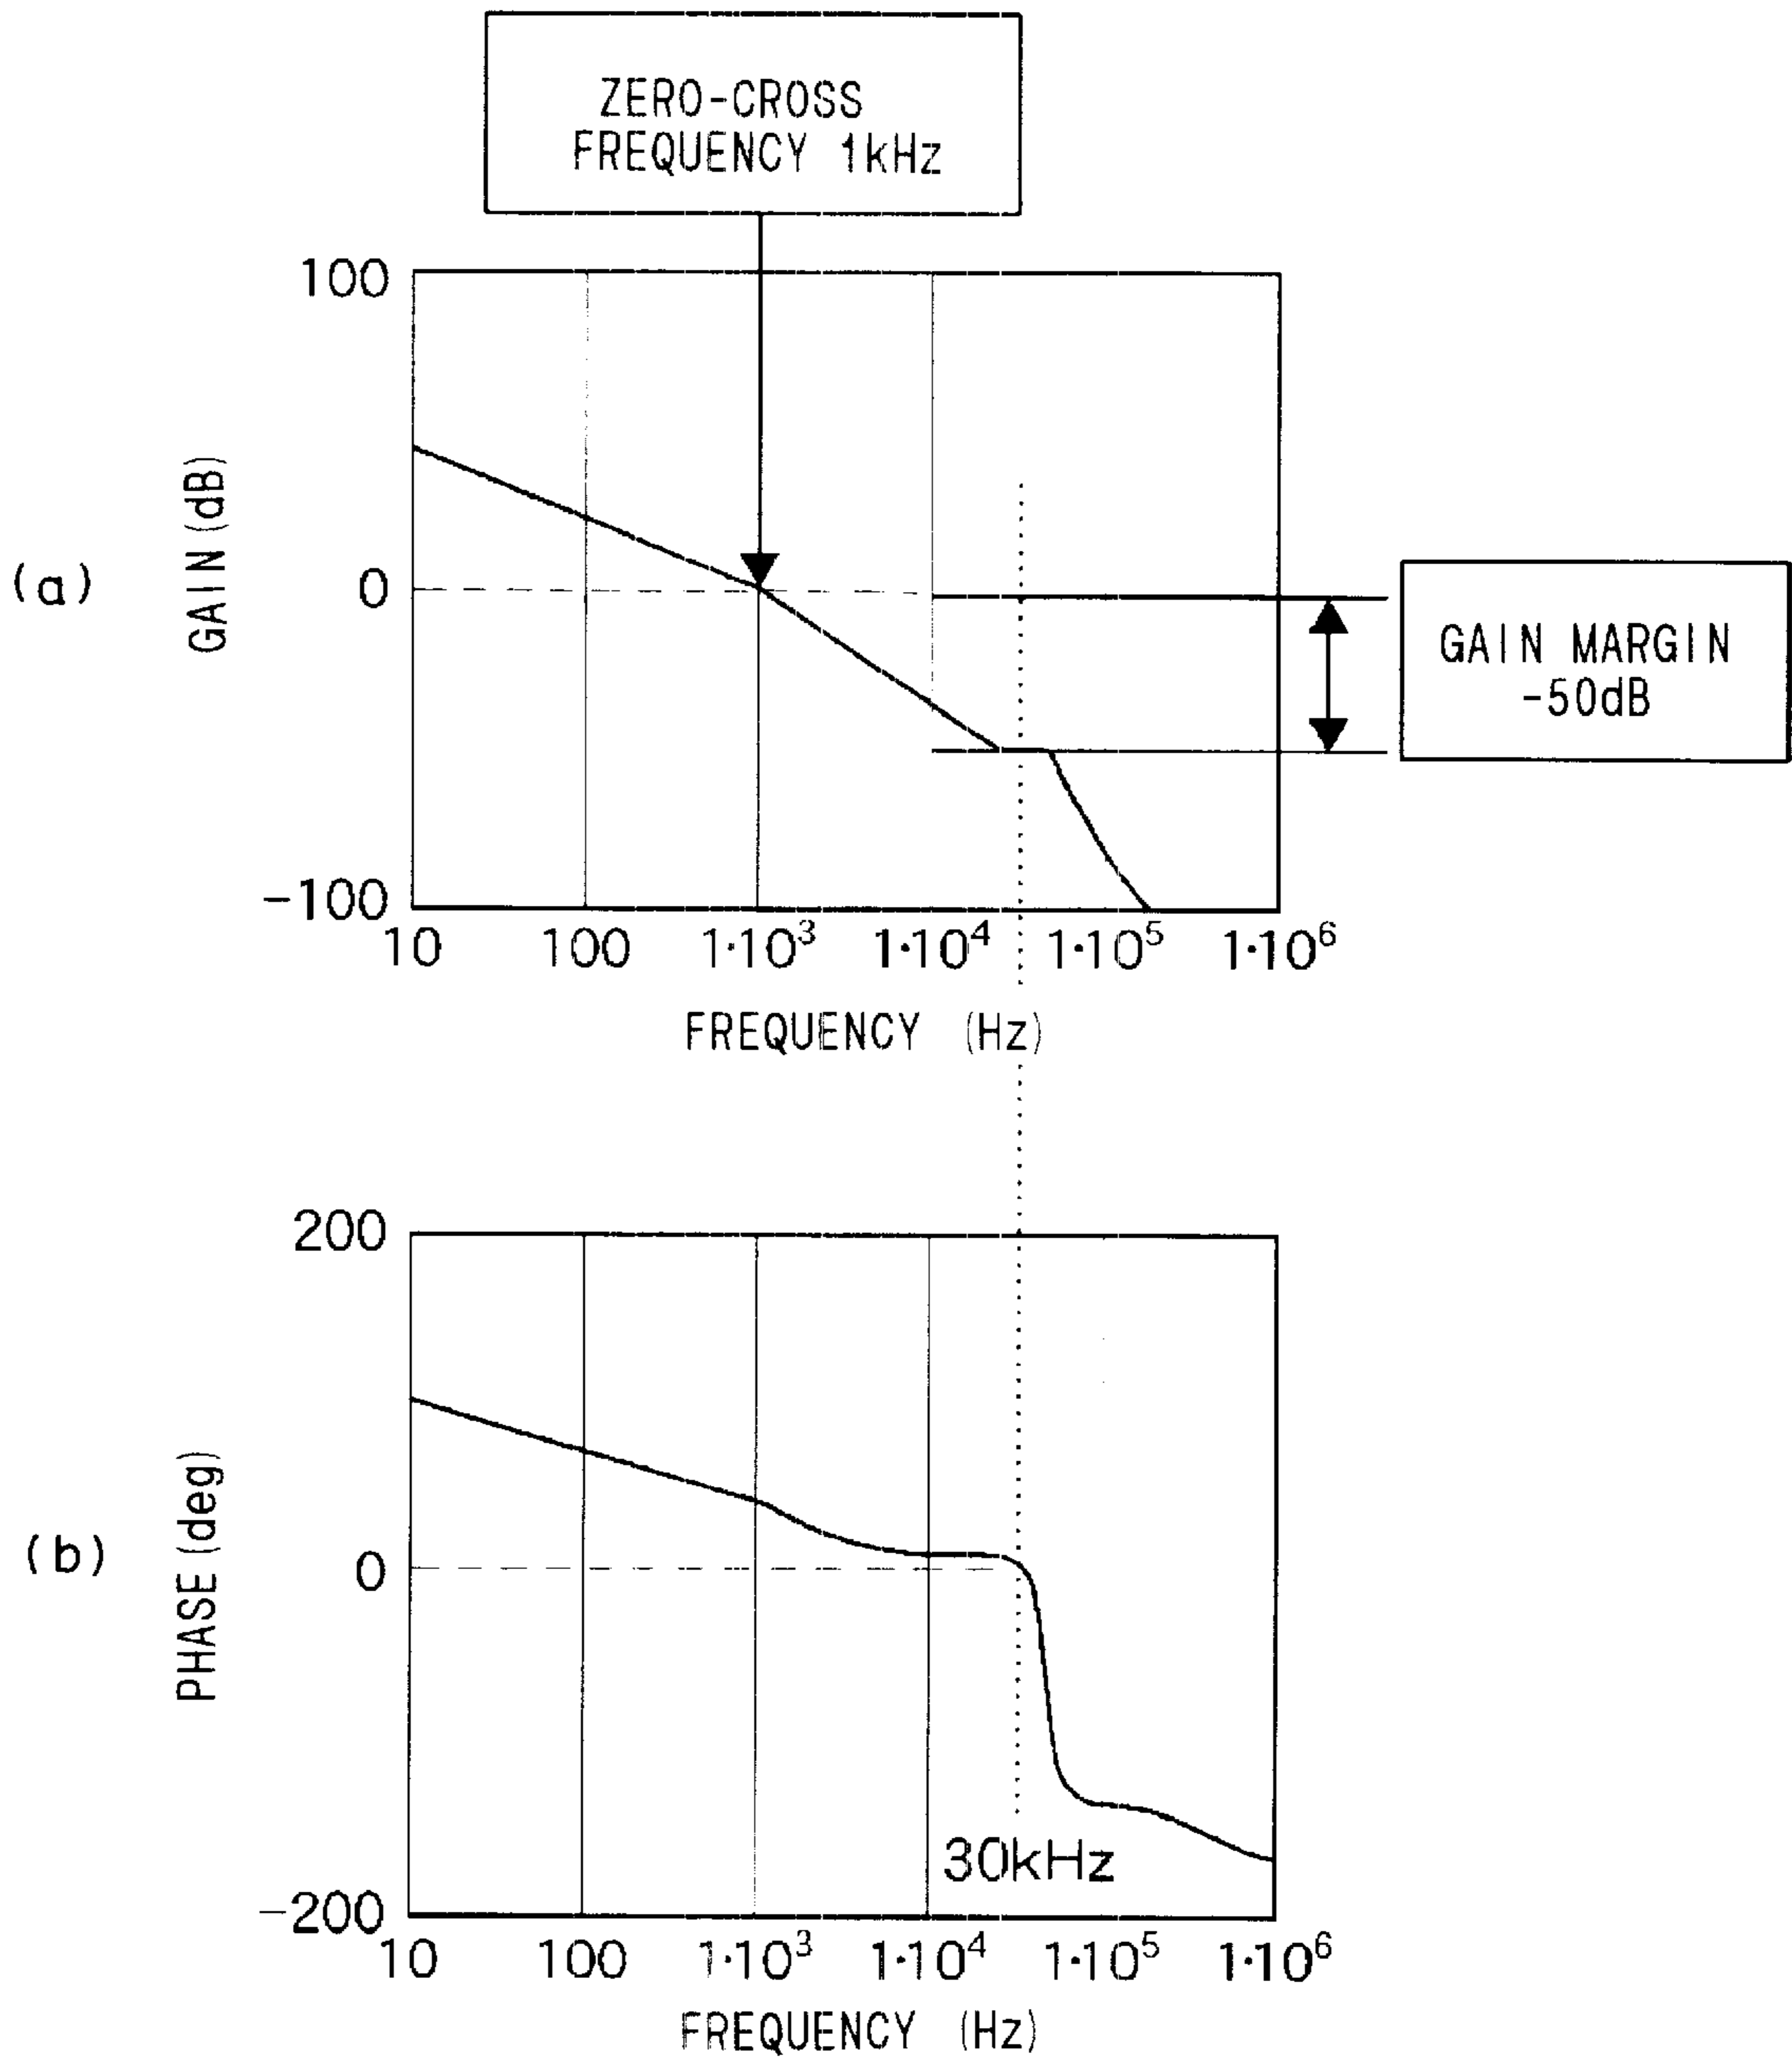 ZERO-CROSS
FREQUENCY 1kHz
(a)
GAIN (dB)
100
0
-100
10 100 1·10³ 1·10⁴ 1·10⁵ 1·10⁶
FREQUENCY (Hz)
GAIN MARGIN
-50dB
(b)
PHASE (deg)
200
0
-200
30kHz
10 100 1·10³ 1·10⁴ 1·10⁵ 1·10⁶
FREQUENCY (Hz)